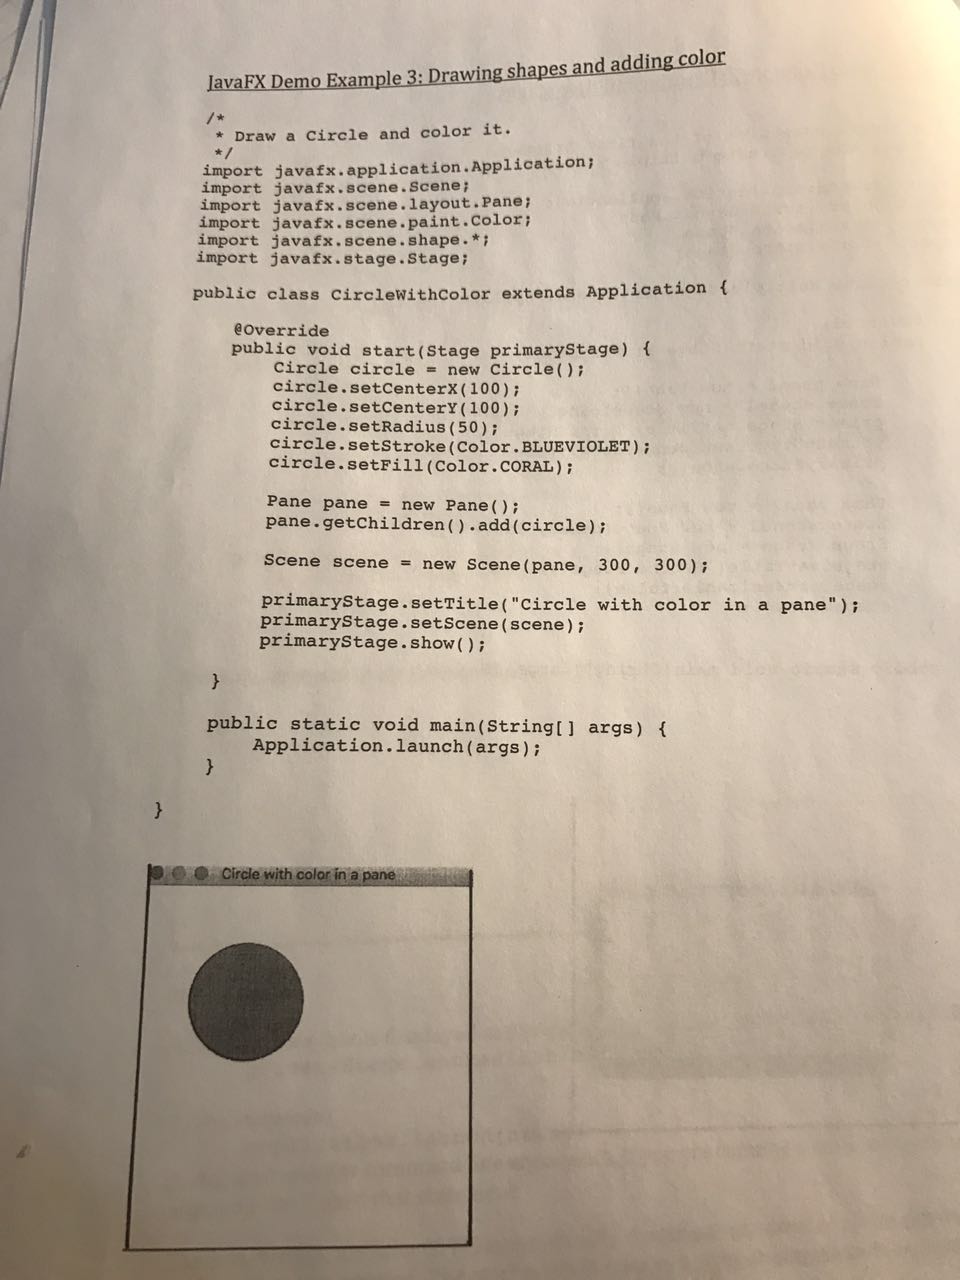 JavaFX Demo Example 3: Drawing shapes and adding color
/*
 * Draw a Circle and color it.
 */
import javafx.application.Application;
import javafx.scene.Scene;
import javafx.scene.layout.Pane;
import javafx.scene.paint.Color;
import javafx.scene.shape.*;
import javafx.stage.Stage;
public class CircleWithColor extends Application {
@Override
public void start(Stage primaryStage) {
Circle circle = new Circle();
circle.setCenterX(100);
circle.setCenterY(100);
circle.setRadius(50);
circle.setStroke(Color.BLUEVIOLET);
circle.setFill(Color.CORAL);
Pane pane = new Pane();
pane.getChildren().add(circle);
Scene scene = new Scene(pane, 300, 300);
primaryStage.setTitle("Circle with color in a pane");
primaryStage.setScene(scene);
primaryStage.show();
}
public static void main(String[] args) {
Application.launch(args);
}
}
Circle with color in a pane